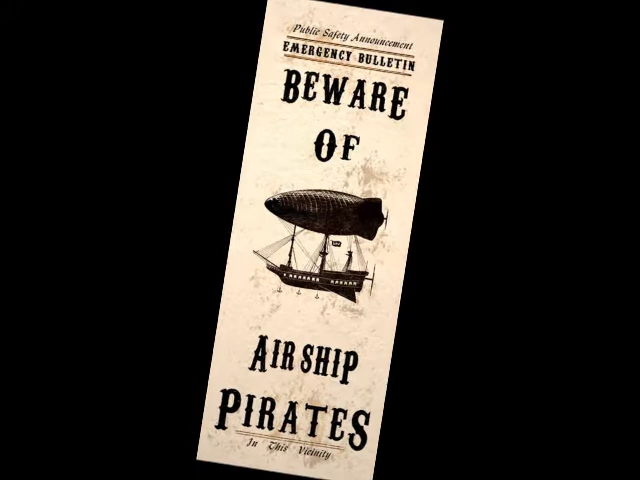 Public Safety Announcement
EMERGENCY BULLETIN
BEWARE
OF
AIRSHIP
PIRATES
In This Vicinity